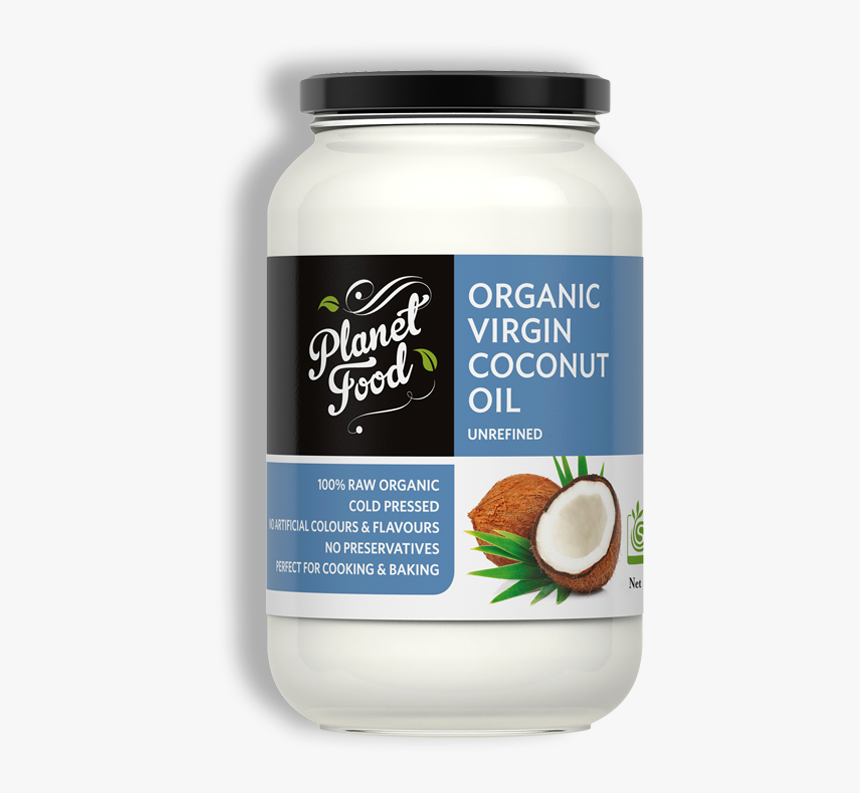 Planet
Food
ORGANIC
VIRGIN
COCONUT
OIL
UNREFINED
100% RAW ORGANIC
COLD PRESSED
NO ARTIFICIAL COLOURS & FLAVOURS
NO PRESERVATIVES
PERFECT FOR COOKING & BAKING
Net